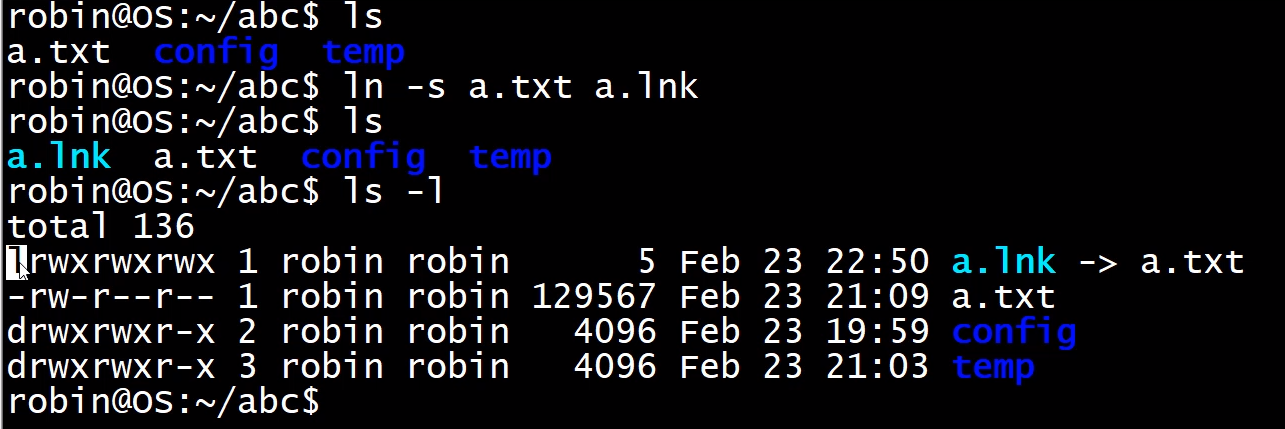 robin@OS:~/abc$ ls
a.txt  config  temp
robin@OS:~/abc$ ln -s a.txt a.lnk
robin@OS:~/abc$ ls
a.lnk  a.txt  config  temp
robin@OS:~/abc$ ls -l
total 136
lrwxrwxrwx 1 robin robin      5 Feb 23 22:50 a.lnk -> a.txt
-rw-r--r-- 1 robin robin 129567 Feb 23 21:09 a.txt
drwxrwxr-x 2 robin robin   4096 Feb 23 19:59 config
drwxrwxr-x 3 robin robin   4096 Feb 23 21:03 temp
robin@OS:~/abc$